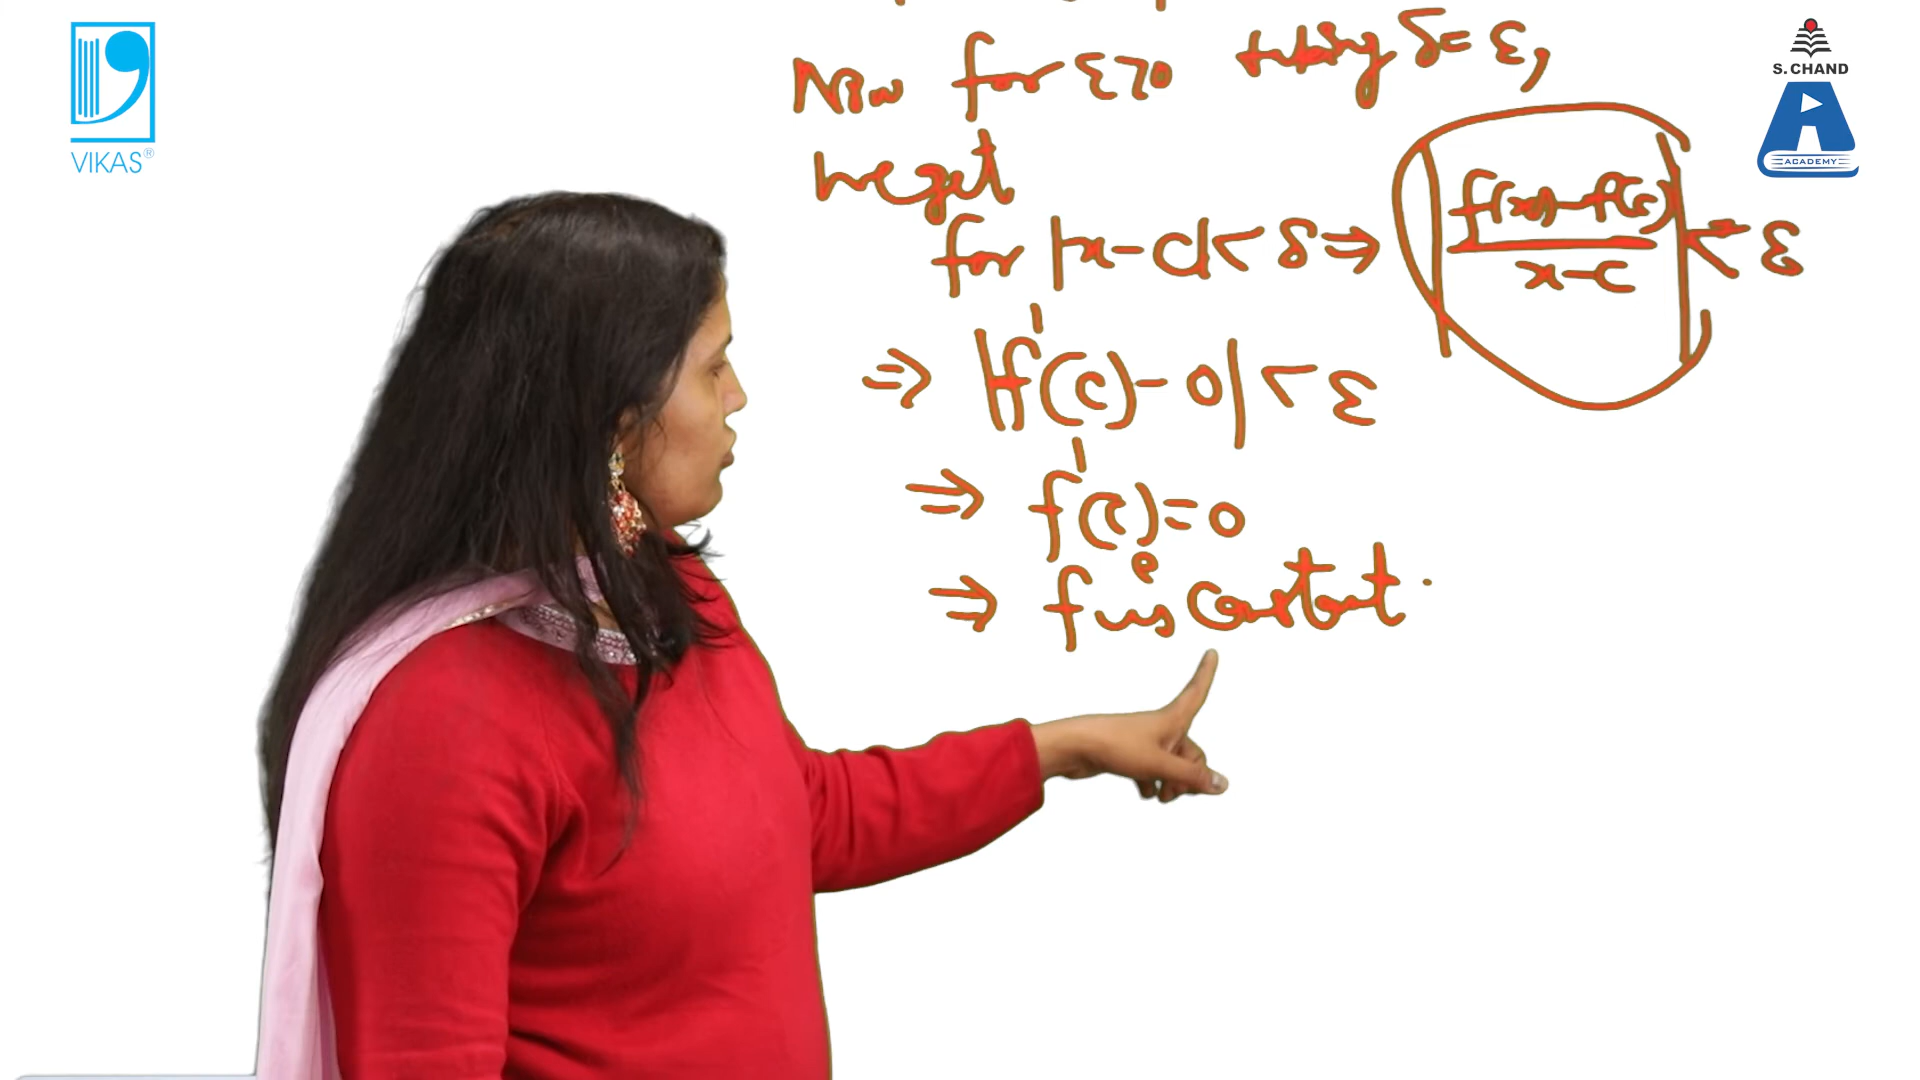 VIKAS®
S. CHAND
ACADEMY
Now for ε>0 taking δ= ε,
we get
for |x-c|< δ ⇒ |f(x)-f(c)/x-c| < ε
⇒ |f'(c)-0| < ε
⇒ f'(c)=0
⇒ f is constant.